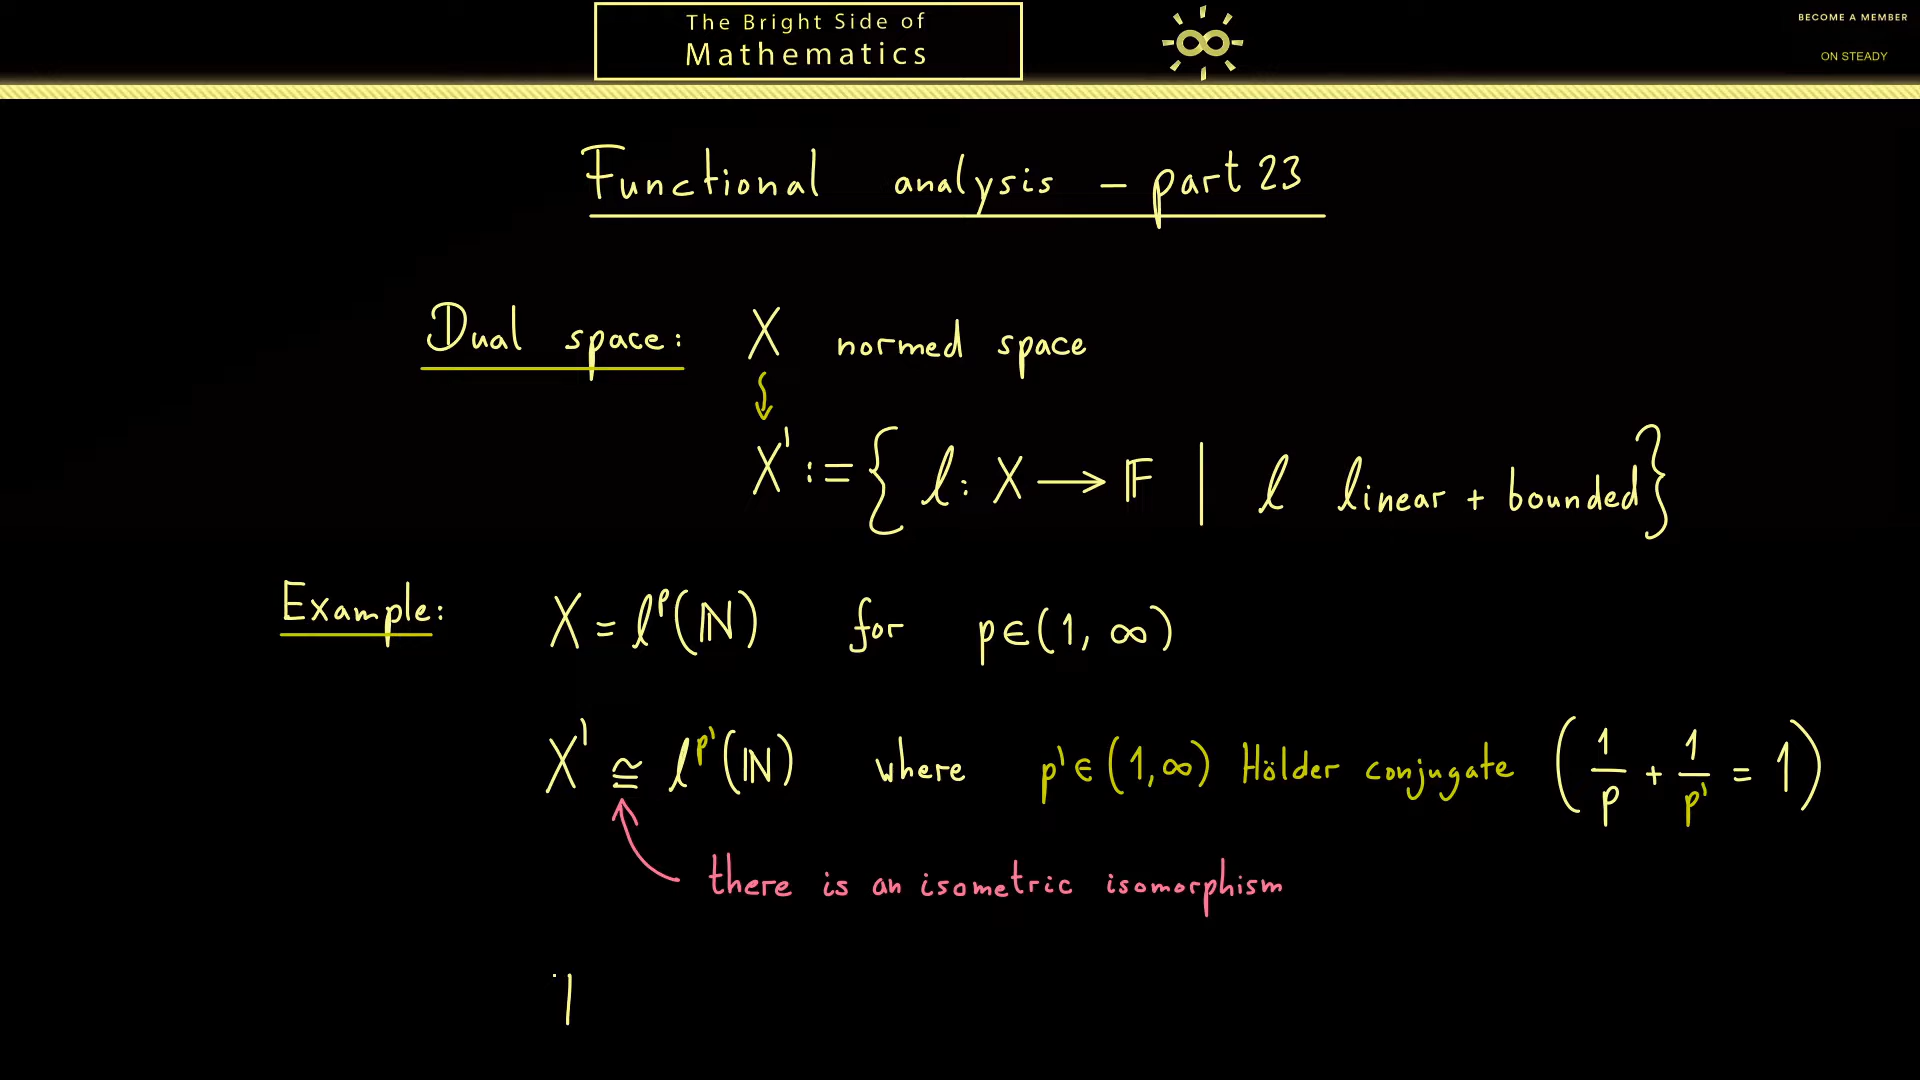 The Bright Side of
Mathematics
BECOME A MEMBER
ON STEADY
Functional analysis – part 23
Dual space: X normed space
X' := { l: X ⟶ 𝔽 | l linear + bounded }
Example: X = l^p(ℕ) for p ∈ (1, ∞)
X' ≅ l^p'(ℕ) where p' ∈ (1,∞) Hölder conjugate (1/p + 1/p' = 1)
there is an isometric isomorphism